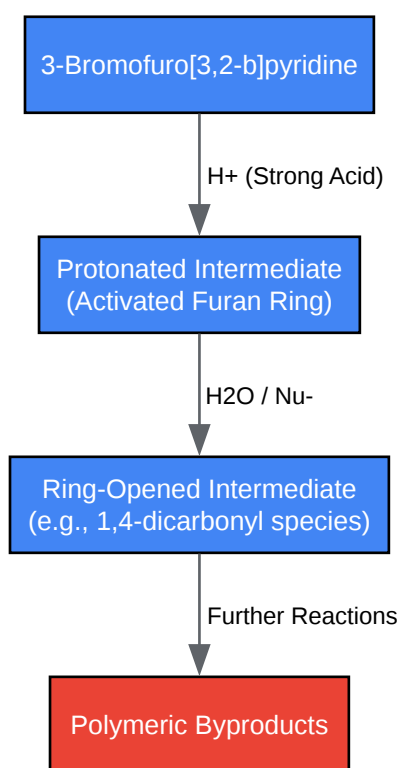 3-Bromofuro[3,2-b]pyridine
H+ (Strong Acid)
Protonated Intermediate
(Activated Furan Ring)
H2O / Nu-
Ring-Opened Intermediate
(e.g., 1,4-dicarbonyl species)
Further Reactions
Polymeric Byproducts